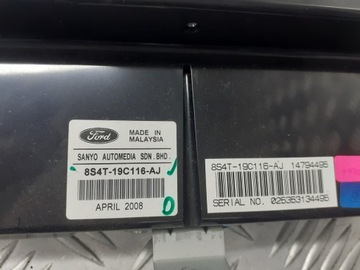 Ford
MADE IN
MALAYSIA
SANYO AUTOMEDIA SDN. BHD.
8S4T-19C116-AJ
APRIL 2008
8S4T-19C116-AJ 14794495
SERIAL NO. 025353134495